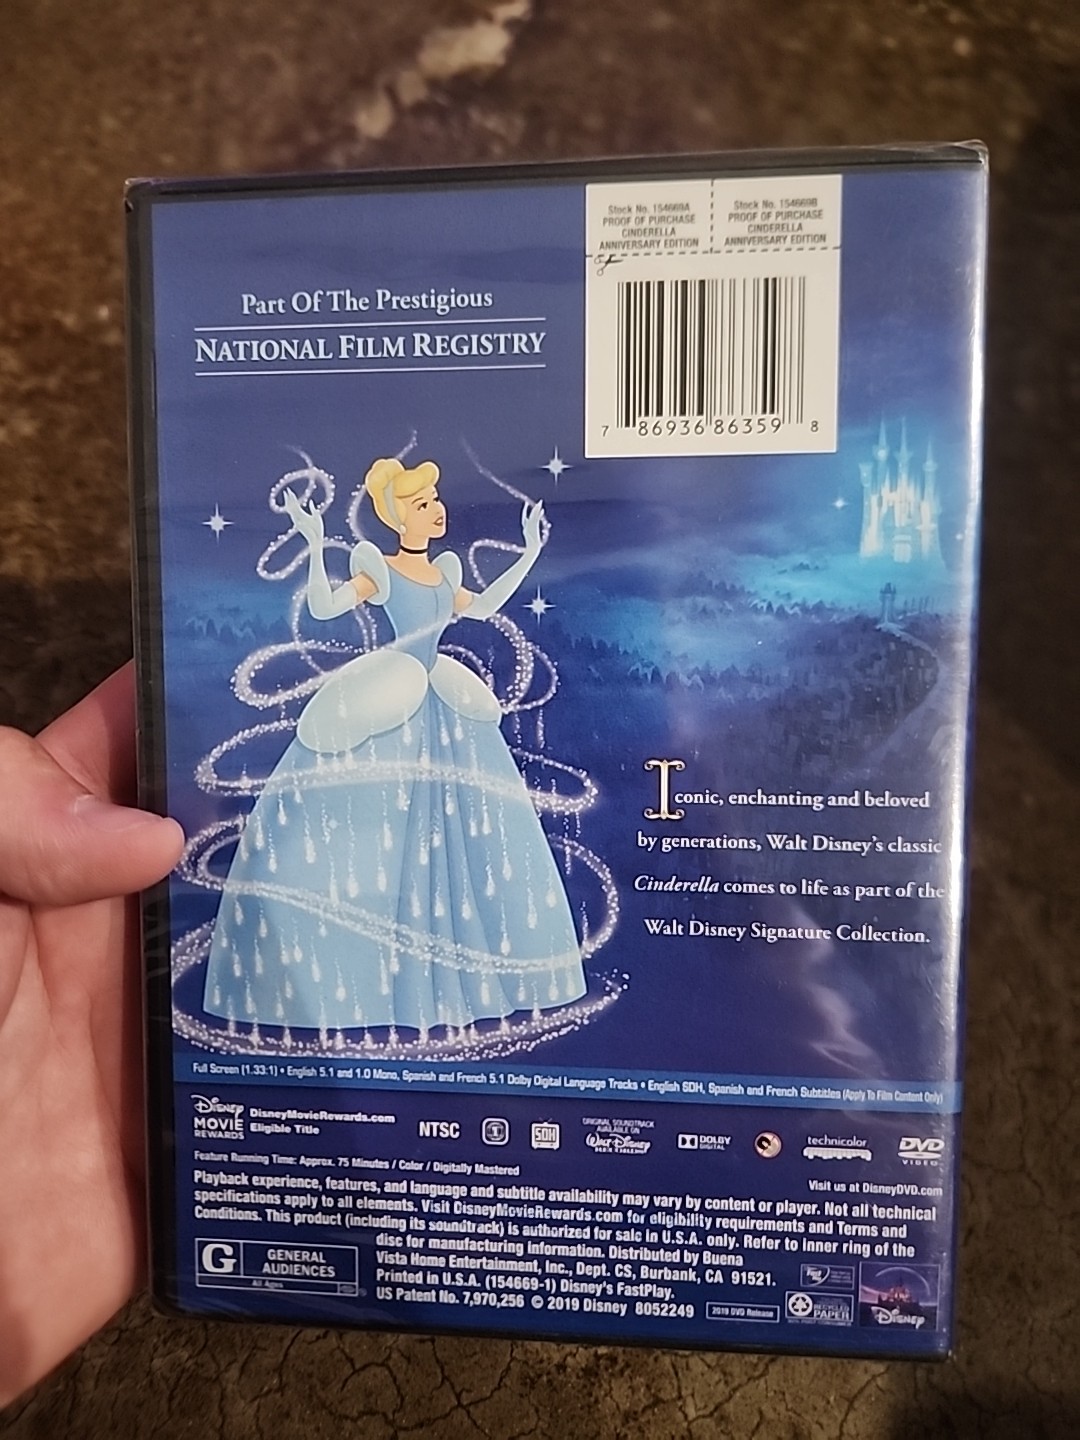 Stock No. 154669A
PROOF OF PURCHASE
CINDERELLA
ANNIVERSARY EDITION
Stock No. 154669B
PROOF OF PURCHASE
CINDERELLA
ANNIVERSARY EDITION
7 86936 86359 8
Part Of The Prestigious
NATIONAL FILM REGISTRY
Iconic, enchanting and beloved
by generations, Walt Disney's classic
Cinderella comes to life as part of the
Walt Disney Signature Collection.
Full Screen (1.33:1) • English 5.1 and 1.0 Mono, Spanish and French 5.1 Dolby Digital Language Tracks • English SDH, Spanish and French Subtitles (Apply To Film Content Only)
Disney
MOVIE
REWARDS
DisneyMovieRewards.com
Eligible Title
NTSC
1
SDH
ORIGINAL SOUNDTRACK
AVAILABLE ON
Walt Disney
RECORDS
DOLBY
DIGITAL
technicolor
DVD
VIDEO
Feature Running Time: Approx. 75 Minutes / Color / Digitally Mastered
Visit us at DisneyDVD.com
Playback experience, features, and language and subtitle availability may vary by content or player. Not all technical
specifications apply to all elements. Visit DisneyMovieRewards.com for eligibility requirements and Terms and
Conditions. This product (including its soundtrack) is authorized for sale in U.S.A. only. Refer to inner ring of the
disc for manufacturing information. Distributed by Buena
Vista Home Entertainment, Inc., Dept. CS, Burbank, CA 91521.
Printed in U.S.A. (154669-1) Disney's FastPlay.
US Patent No. 7,970,256 © 2019 Disney 8052249
G
GENERAL
AUDIENCES
All Ages
2019 DVD Release
RECYCLED
PAPER
Disney